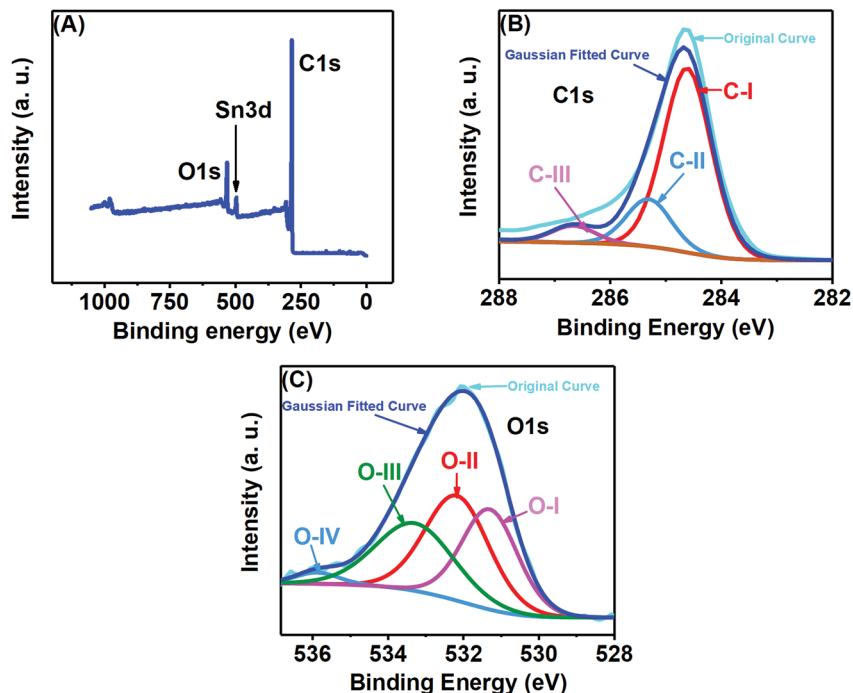 (A)
C1s
Sn3d
O1s
Intensity (a. u.)
1000 750 500 250 0
Binding energy (eV)
(B)
Original Curve
Gaussian Fitted Curve
C1s
C-I
C-II
C-III
Intensity (a. u.)
288 286 284 282
Binding Energy (eV)
(C)
Original Curve
Gaussian Fitted Curve
O1s
O-II
O-III
O-I
O-IV
Intensity (a. u.)
536 534 532 530 528
Binding Energy (eV)